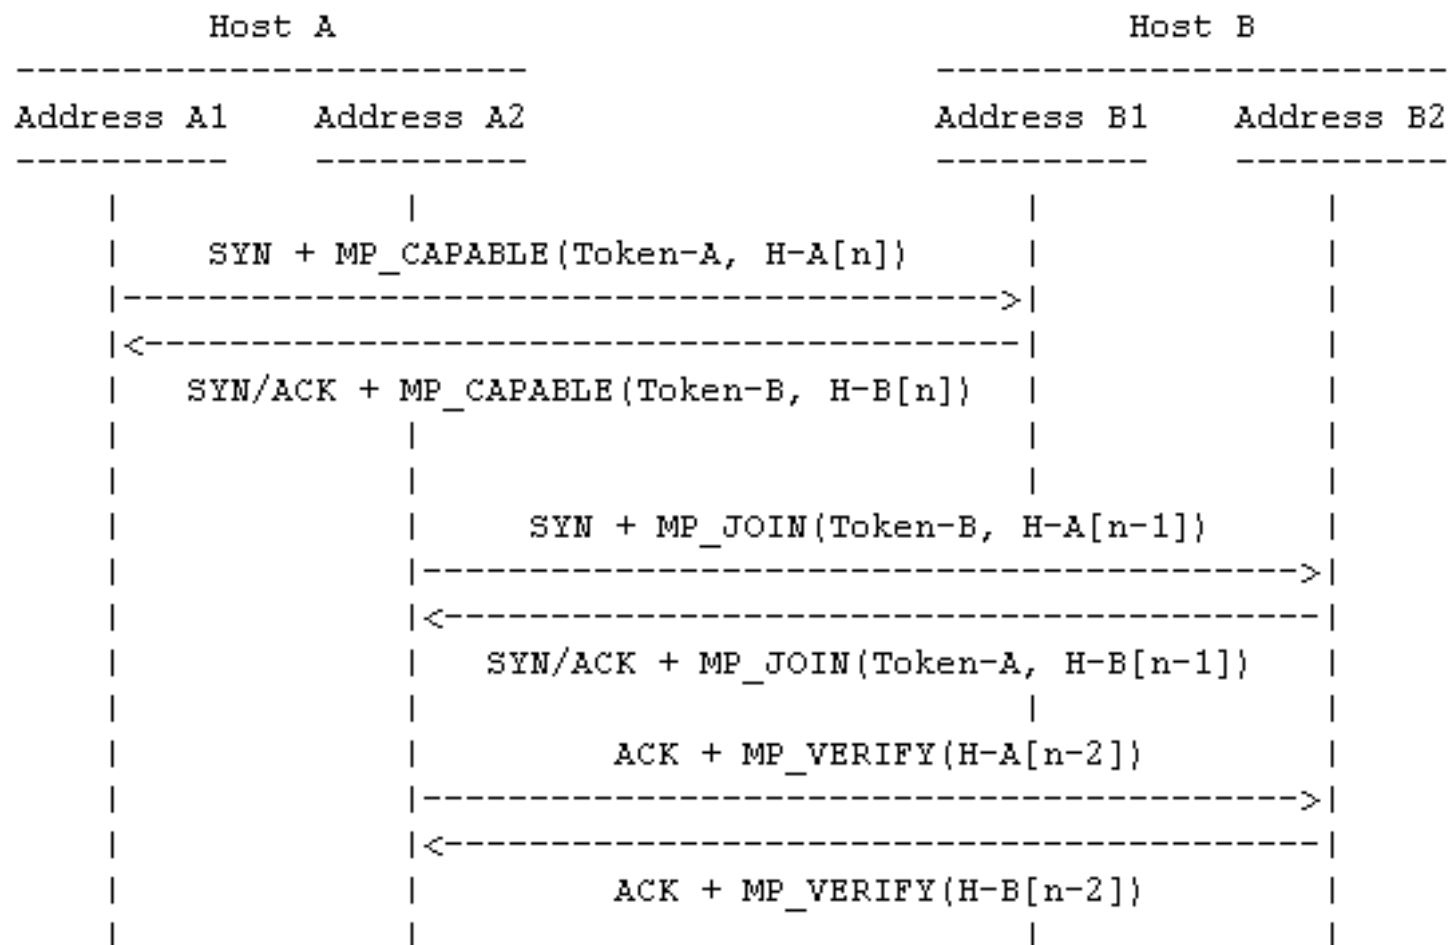 Host A Host B
Address A1 Address A2 Address B1 Address B2
SYN + MP_CAPABLE(Token-A, H-A[n])
SYN/ACK + MP_CAPABLE(Token-B, H-B[n])
SYN + MP_JOIN(Token-B, H-A[n-1])
SYN/ACK + MP_JOIN(Token-A, H-B[n-1])
ACK + MP_VERIFY(H-A[n-2])
ACK + MP_VERIFY(H-B[n-2])